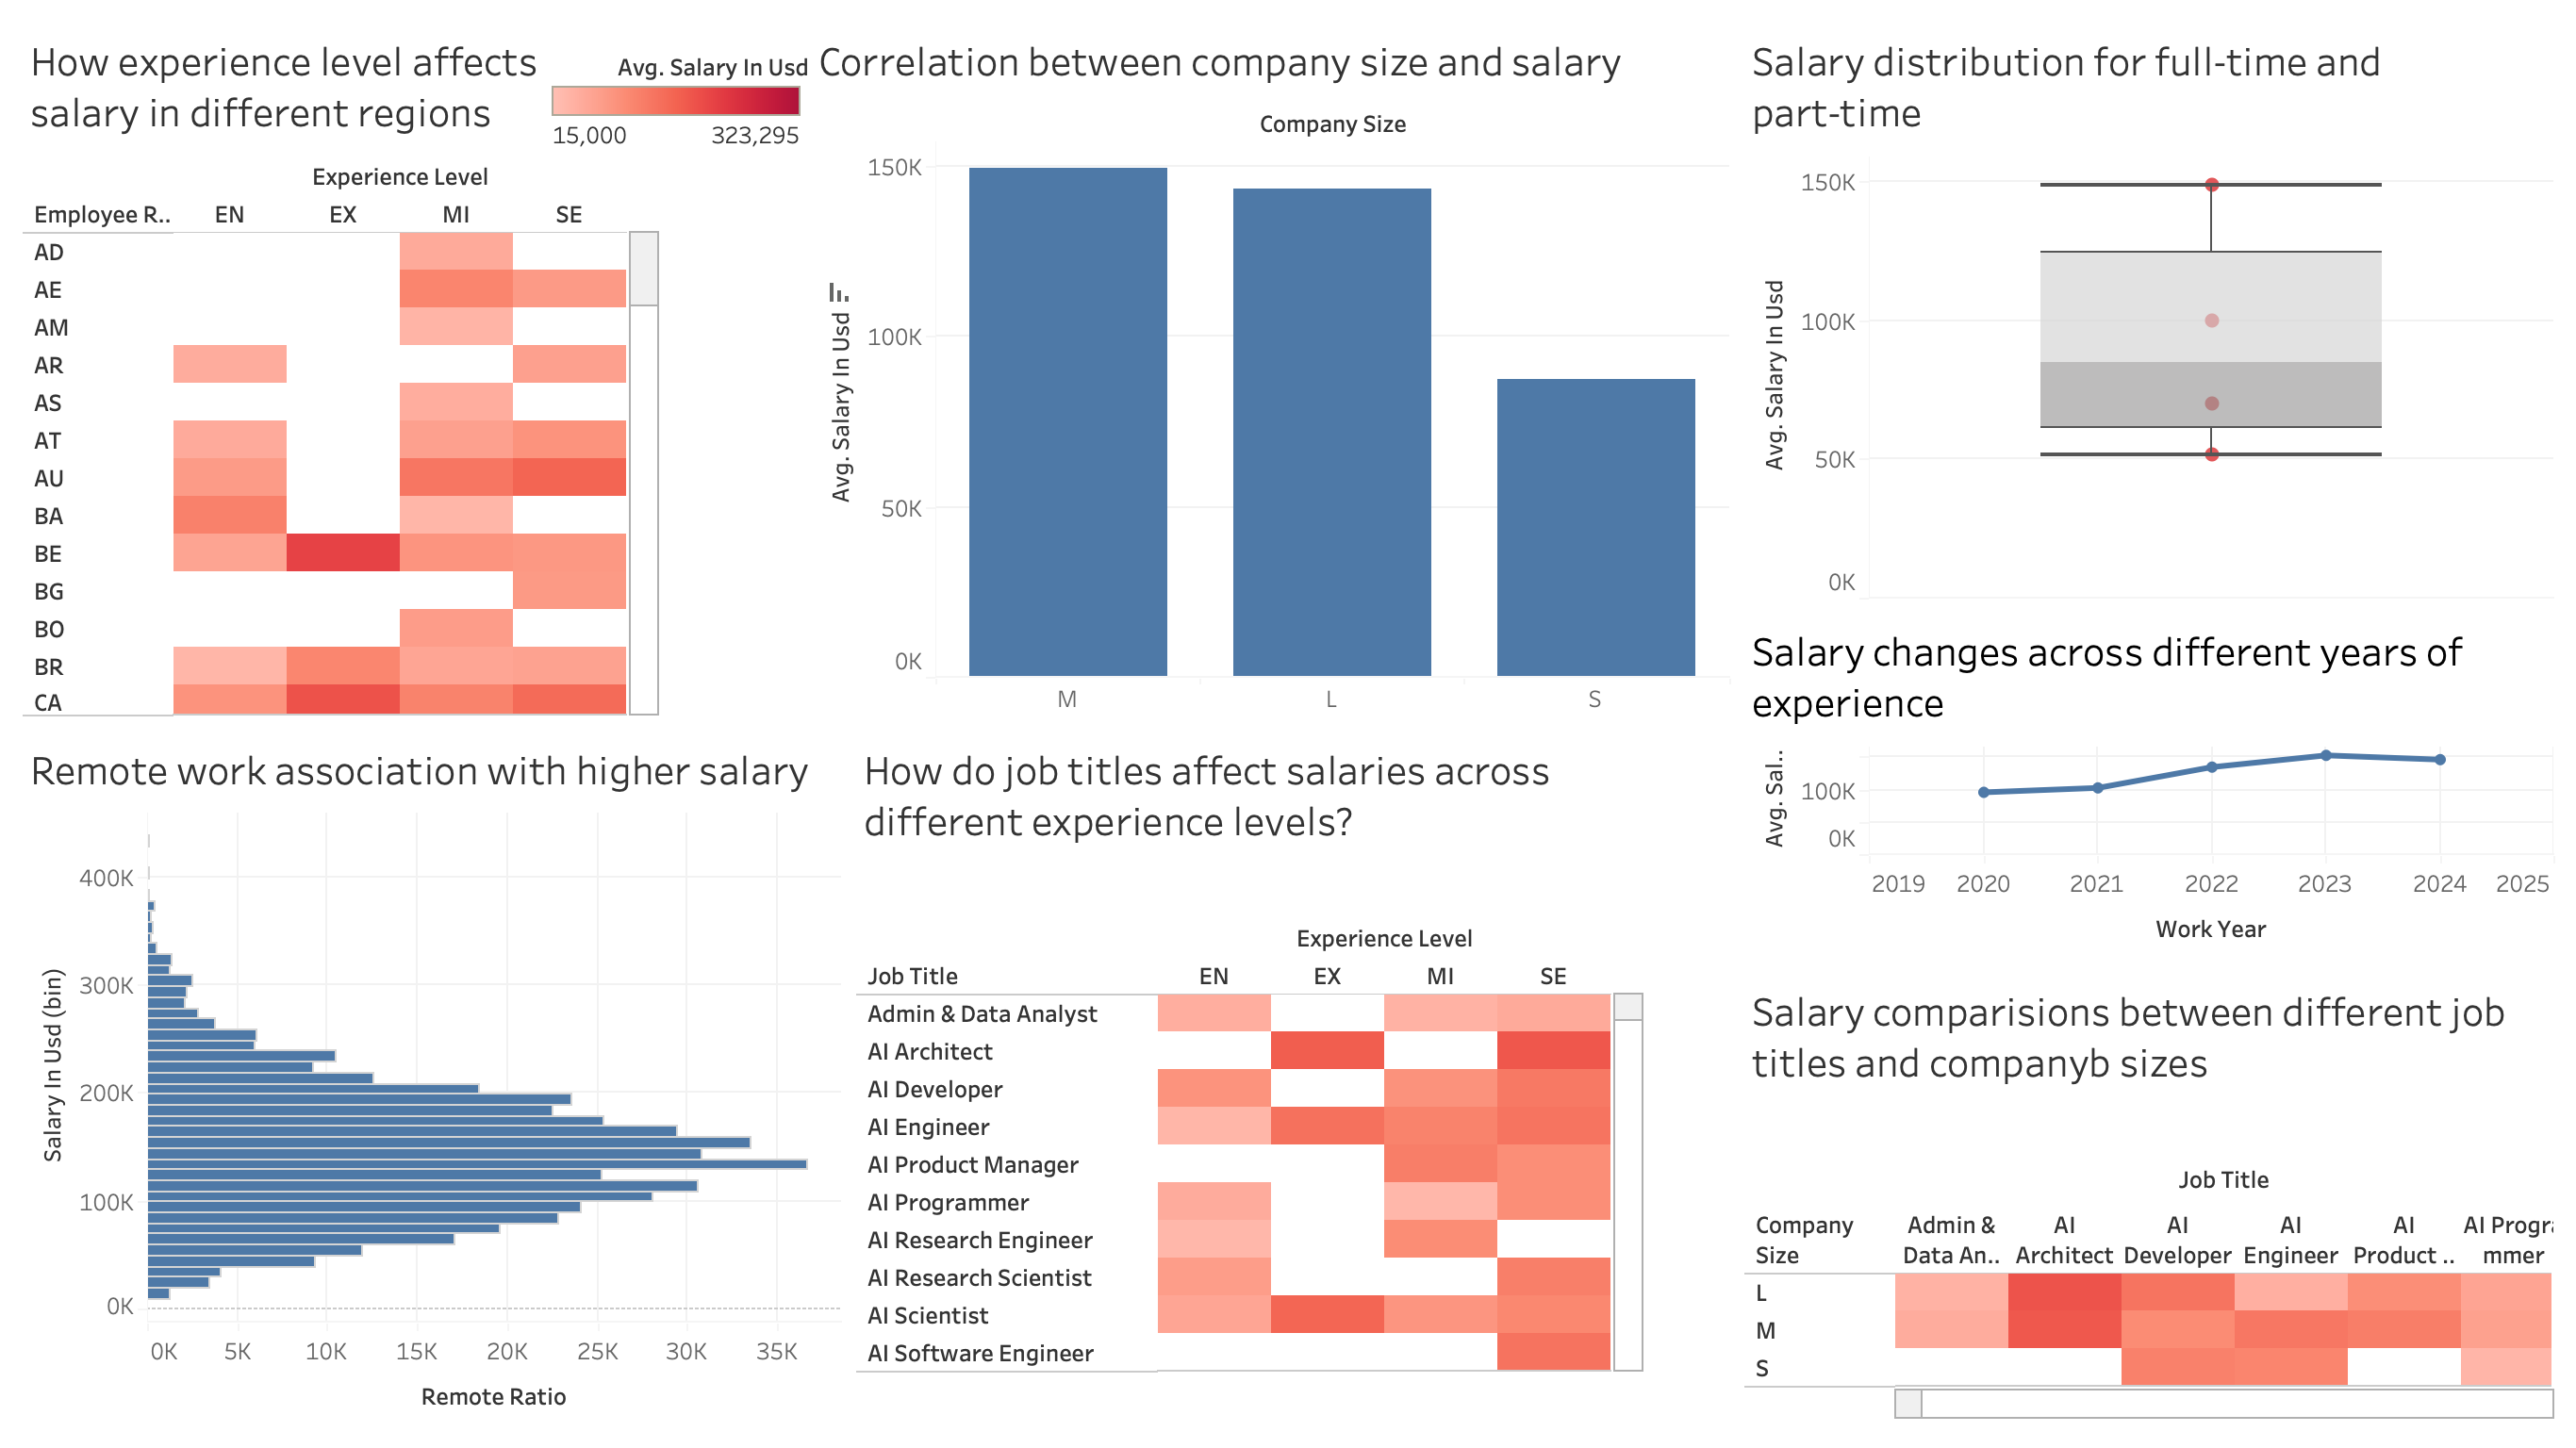 How experience level affects
salary in different regions
Avg. Salary In Usd
15,000 323,295
Experience Level
Employee R.. EN EX MI SE
AD
AE
AM
AR
AS
AT
AU
BA
BE
BG
BO
BR
CA
Correlation between company size and salary
Company Size
Avg. Salary In Usd
150K
100K
50K
0K
M L S
Salary distribution for full-time and
part-time
Avg. Salary In Usd
150K
100K
50K
0K
Salary changes across different years of
experience
Avg. Sal..
100K
0K
2019 2020 2021 2022 2023 2024 2025
Work Year
Remote work association with higher salary
Salary In Usd (bin)
400K
300K
200K
100K
0K
0K 5K 10K 15K 20K 25K 30K 35K
Remote Ratio
How do job titles affect salaries across
different experience levels?
Experience Level
Job Title EN EX MI SE
Admin & Data Analyst
AI Architect
AI Developer
AI Engineer
AI Product Manager
AI Programmer
AI Research Engineer
AI Research Scientist
AI Scientist
AI Software Engineer
Salary comparisions between different job
titles and companyb sizes
Job Title
Company Admin & AI AI AI AI AI Progra
Size Data An.. Architect Developer Engineer Product .. mmer
L
M
S